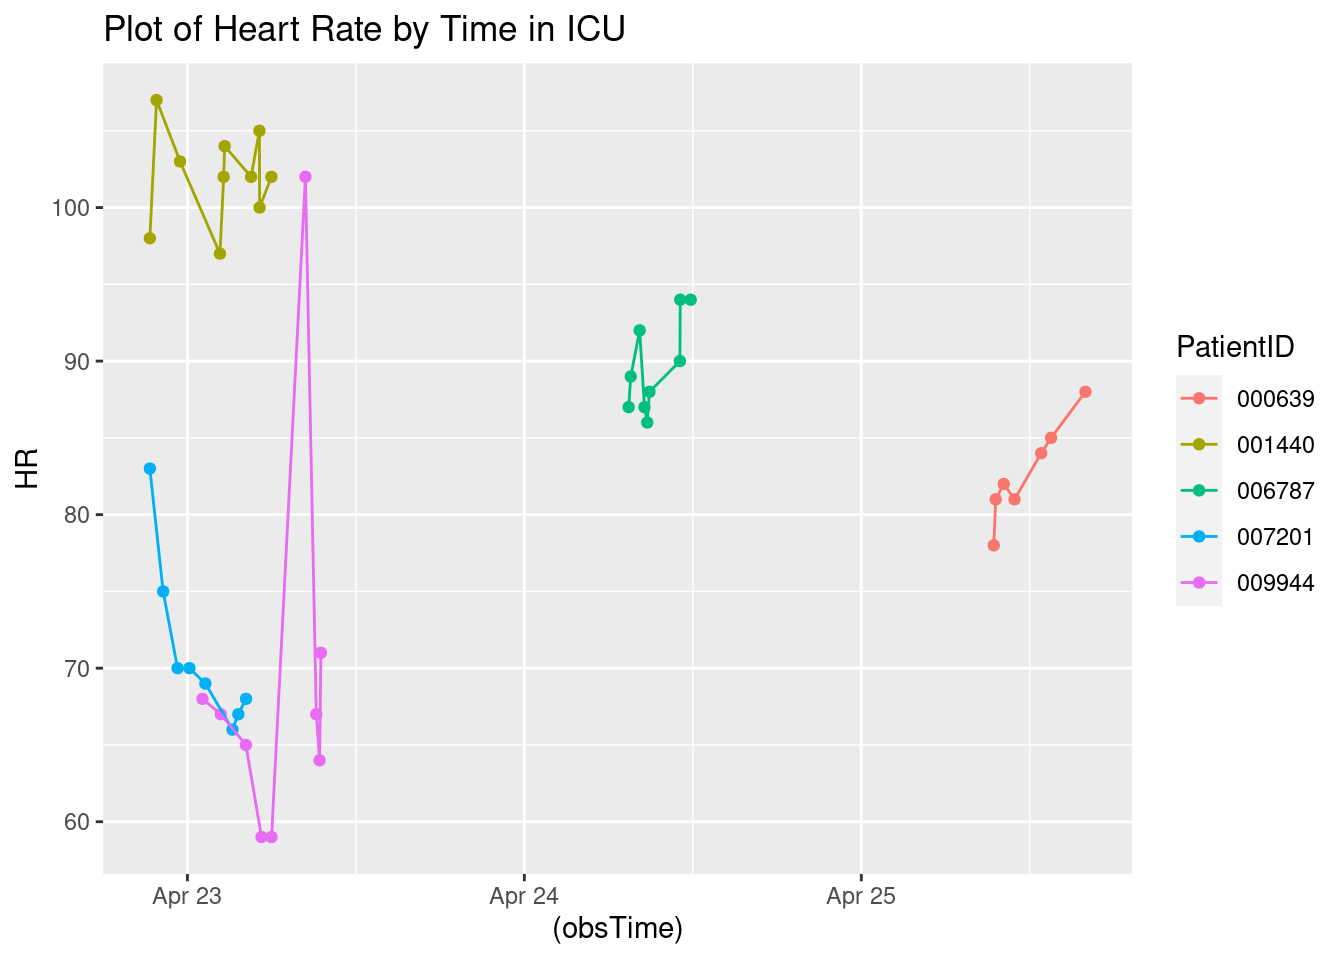 Plot of Heart Rate by Time in ICU
HR
100
90
80
70
60
Apr 23
Apr 24
Apr 25
(obsTime)
PatientID
000639
001440
006787
007201
009944